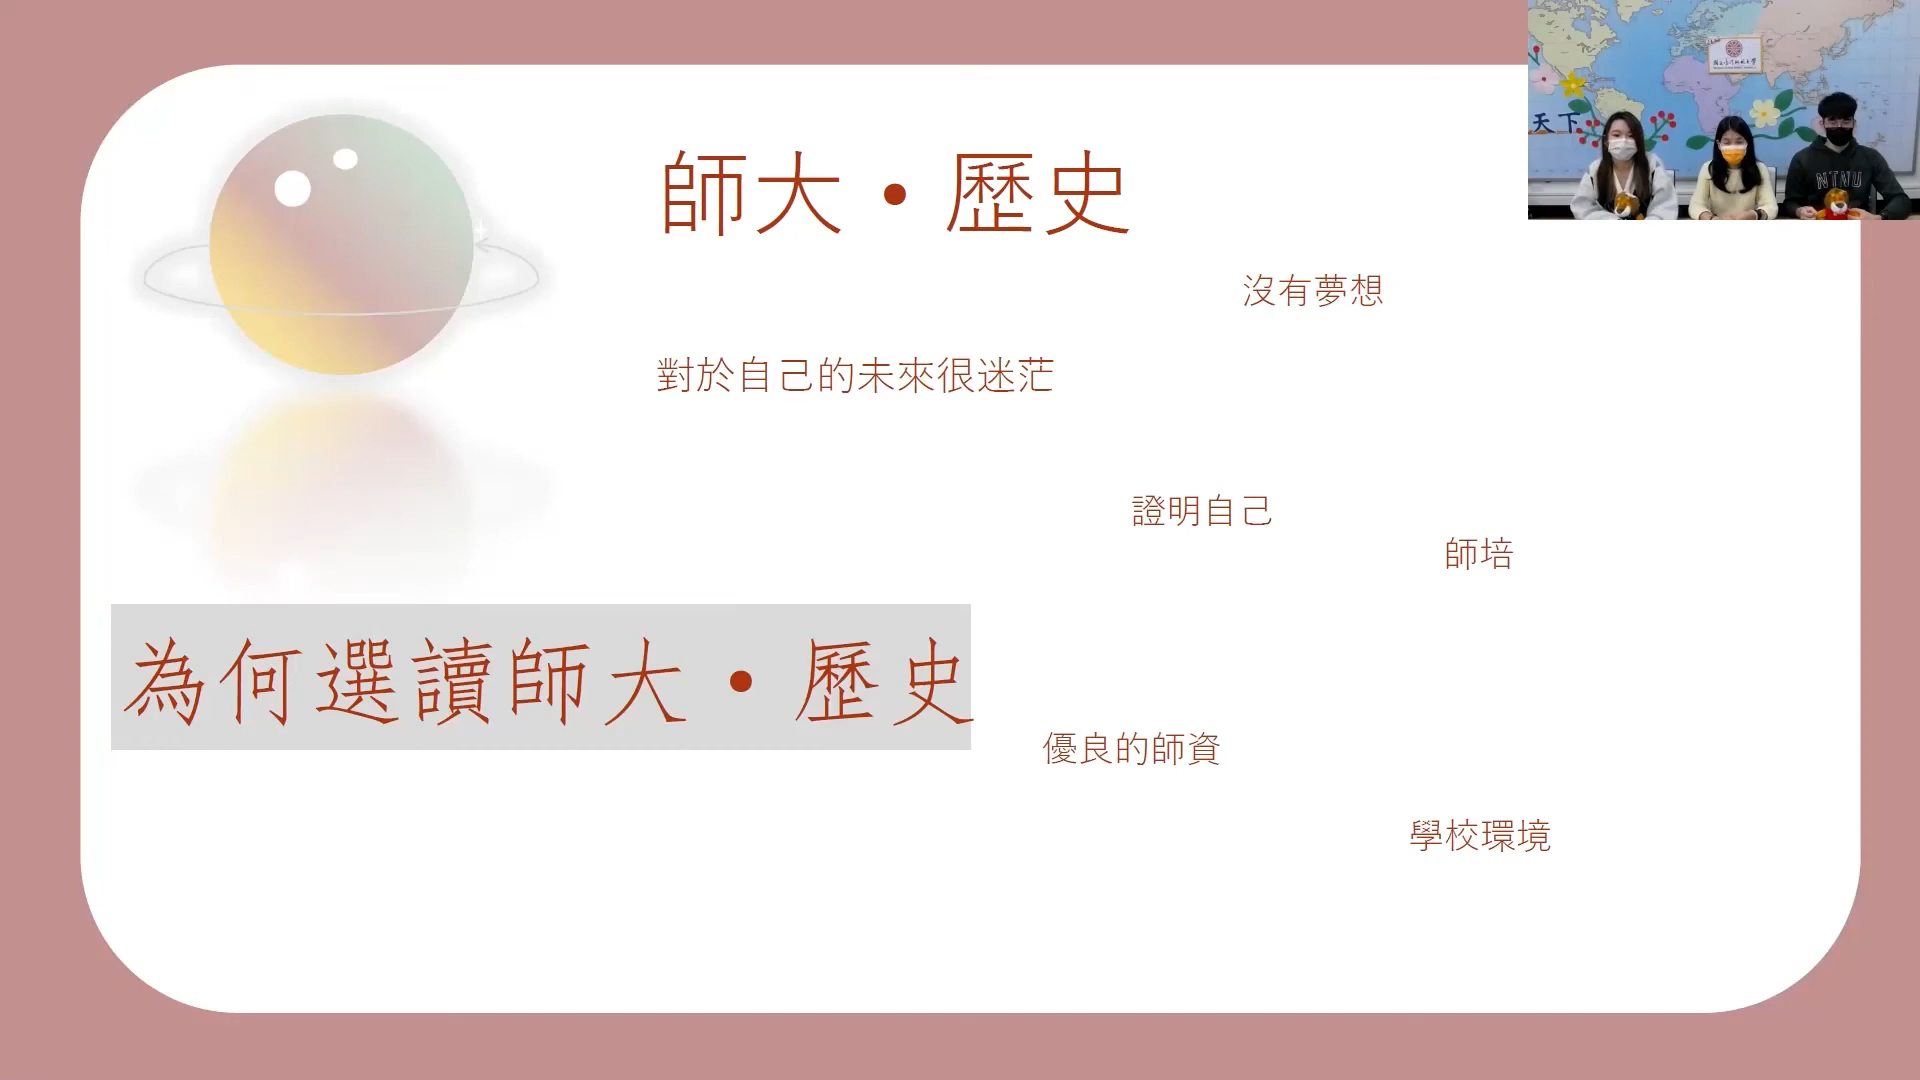 師大・歷史
沒有夢想
對於自己的未來很迷茫
證明自己
師培
為何選讀師大・歷史
優良的師資
學校環境
天下
NTNU